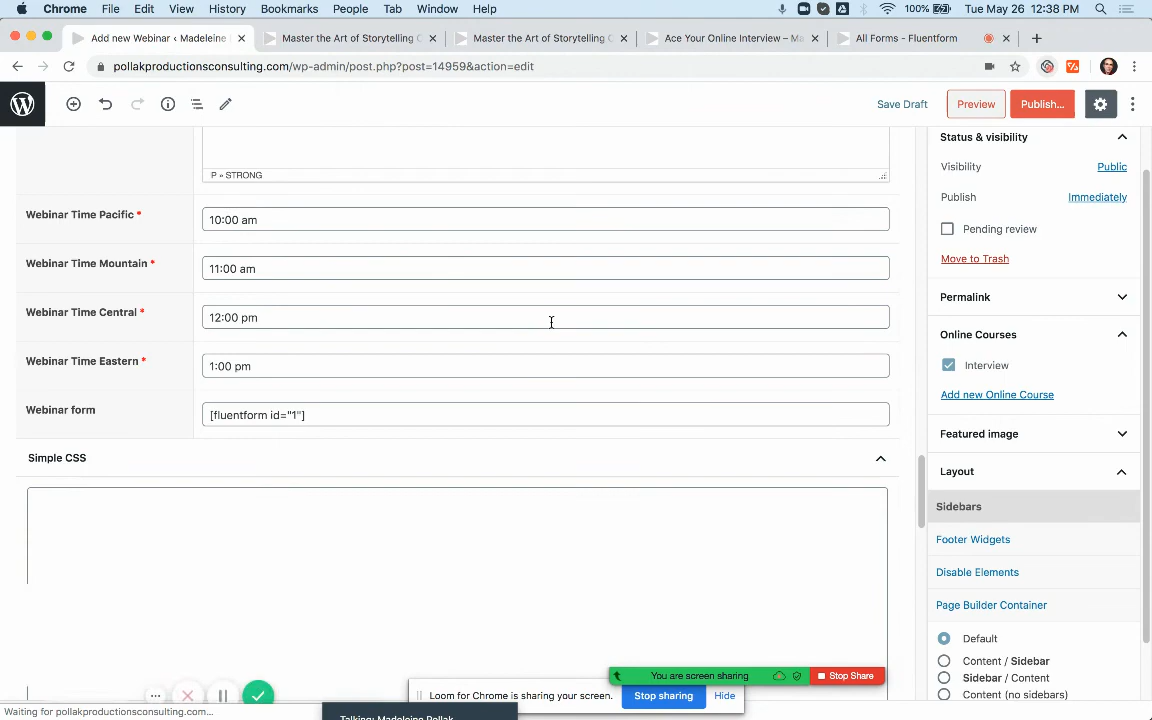 Chrome File Edit View History Bookmarks People Tab Window Help 100% Tue May 26 12:38 PM
Add new Webinar ‹ Madeleine Master the Art of Storytelling Master the Art of Storytelling Ace Your Online Interview – Mu All Forms - Fluentform
pollakproductionsconsulting.com/wp-admin/post.php?post=14959&action=edit
Save Draft Preview Publish...
Status & visibility
Visibility Public
P » STRONG
Publish Immediately
Webinar Time Pacific * 10:00 am
Pending review
Move to Trash
Webinar Time Mountain * 11:00 am
Permalink
Webinar Time Central * 12:00 pm
Online Courses
Webinar Time Eastern * 1:00 pm
Interview
Add new Online Course
Webinar form [fluentform id="1"]
Featured image
Simple CSS
Layout
Sidebars
Footer Widgets
Disable Elements
Page Builder Container
Default
Content / Sidebar
Sidebar / Content
Content (no sidebars)
You are screen sharing Stop Share
Loom for Chrome is sharing your screen. Stop sharing Hide
Waiting for pollakproductionsconsulting.com...
Talking: Madeleine Pollak